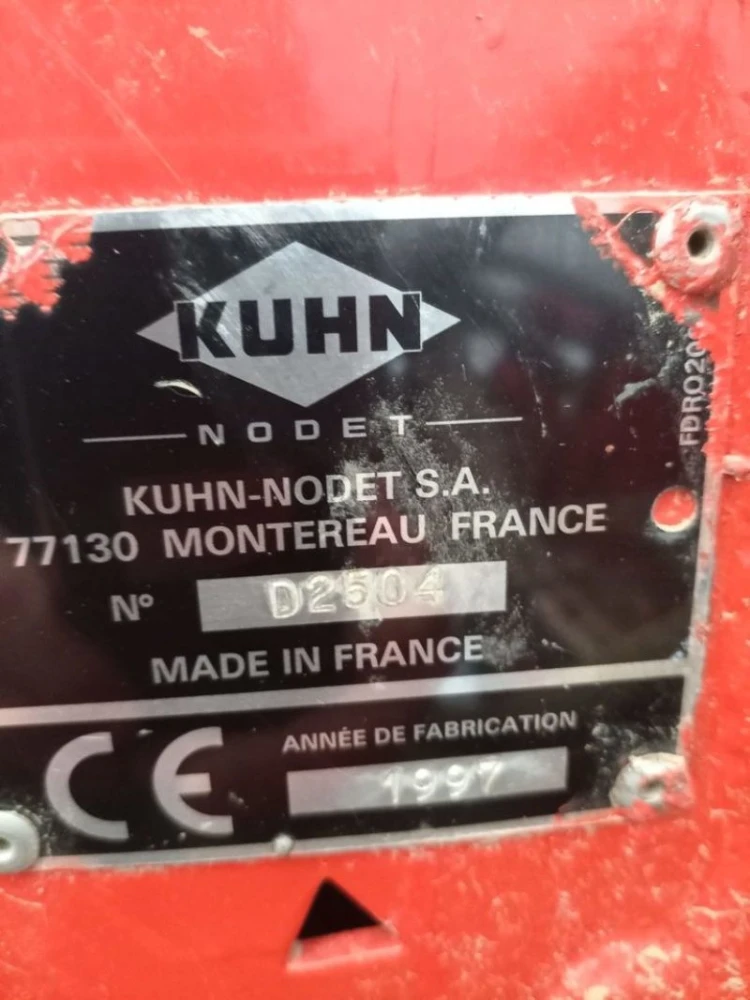 KUHN
NODET
KUHN-NODET S.A.
77130 MONTEREAU FRANCE
N° D2504
MADE IN FRANCE
CE
ANNÉE DE FABRICATION
1997